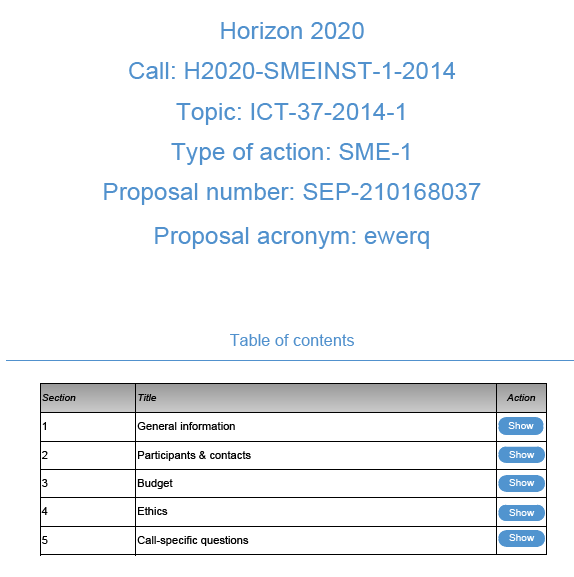 Horizon 2020
Call: H2020-SMEINST-1-2014
Topic: ICT-37-2014-1
Type of action: SME-1
Proposal number: SEP-210168037
Proposal acronym: ewerq
Table of contents
Section Title Action
1 General information Show
2 Participants & contacts Show
3 Budget Show
4 Ethics Show
5 Call-specific questions Show